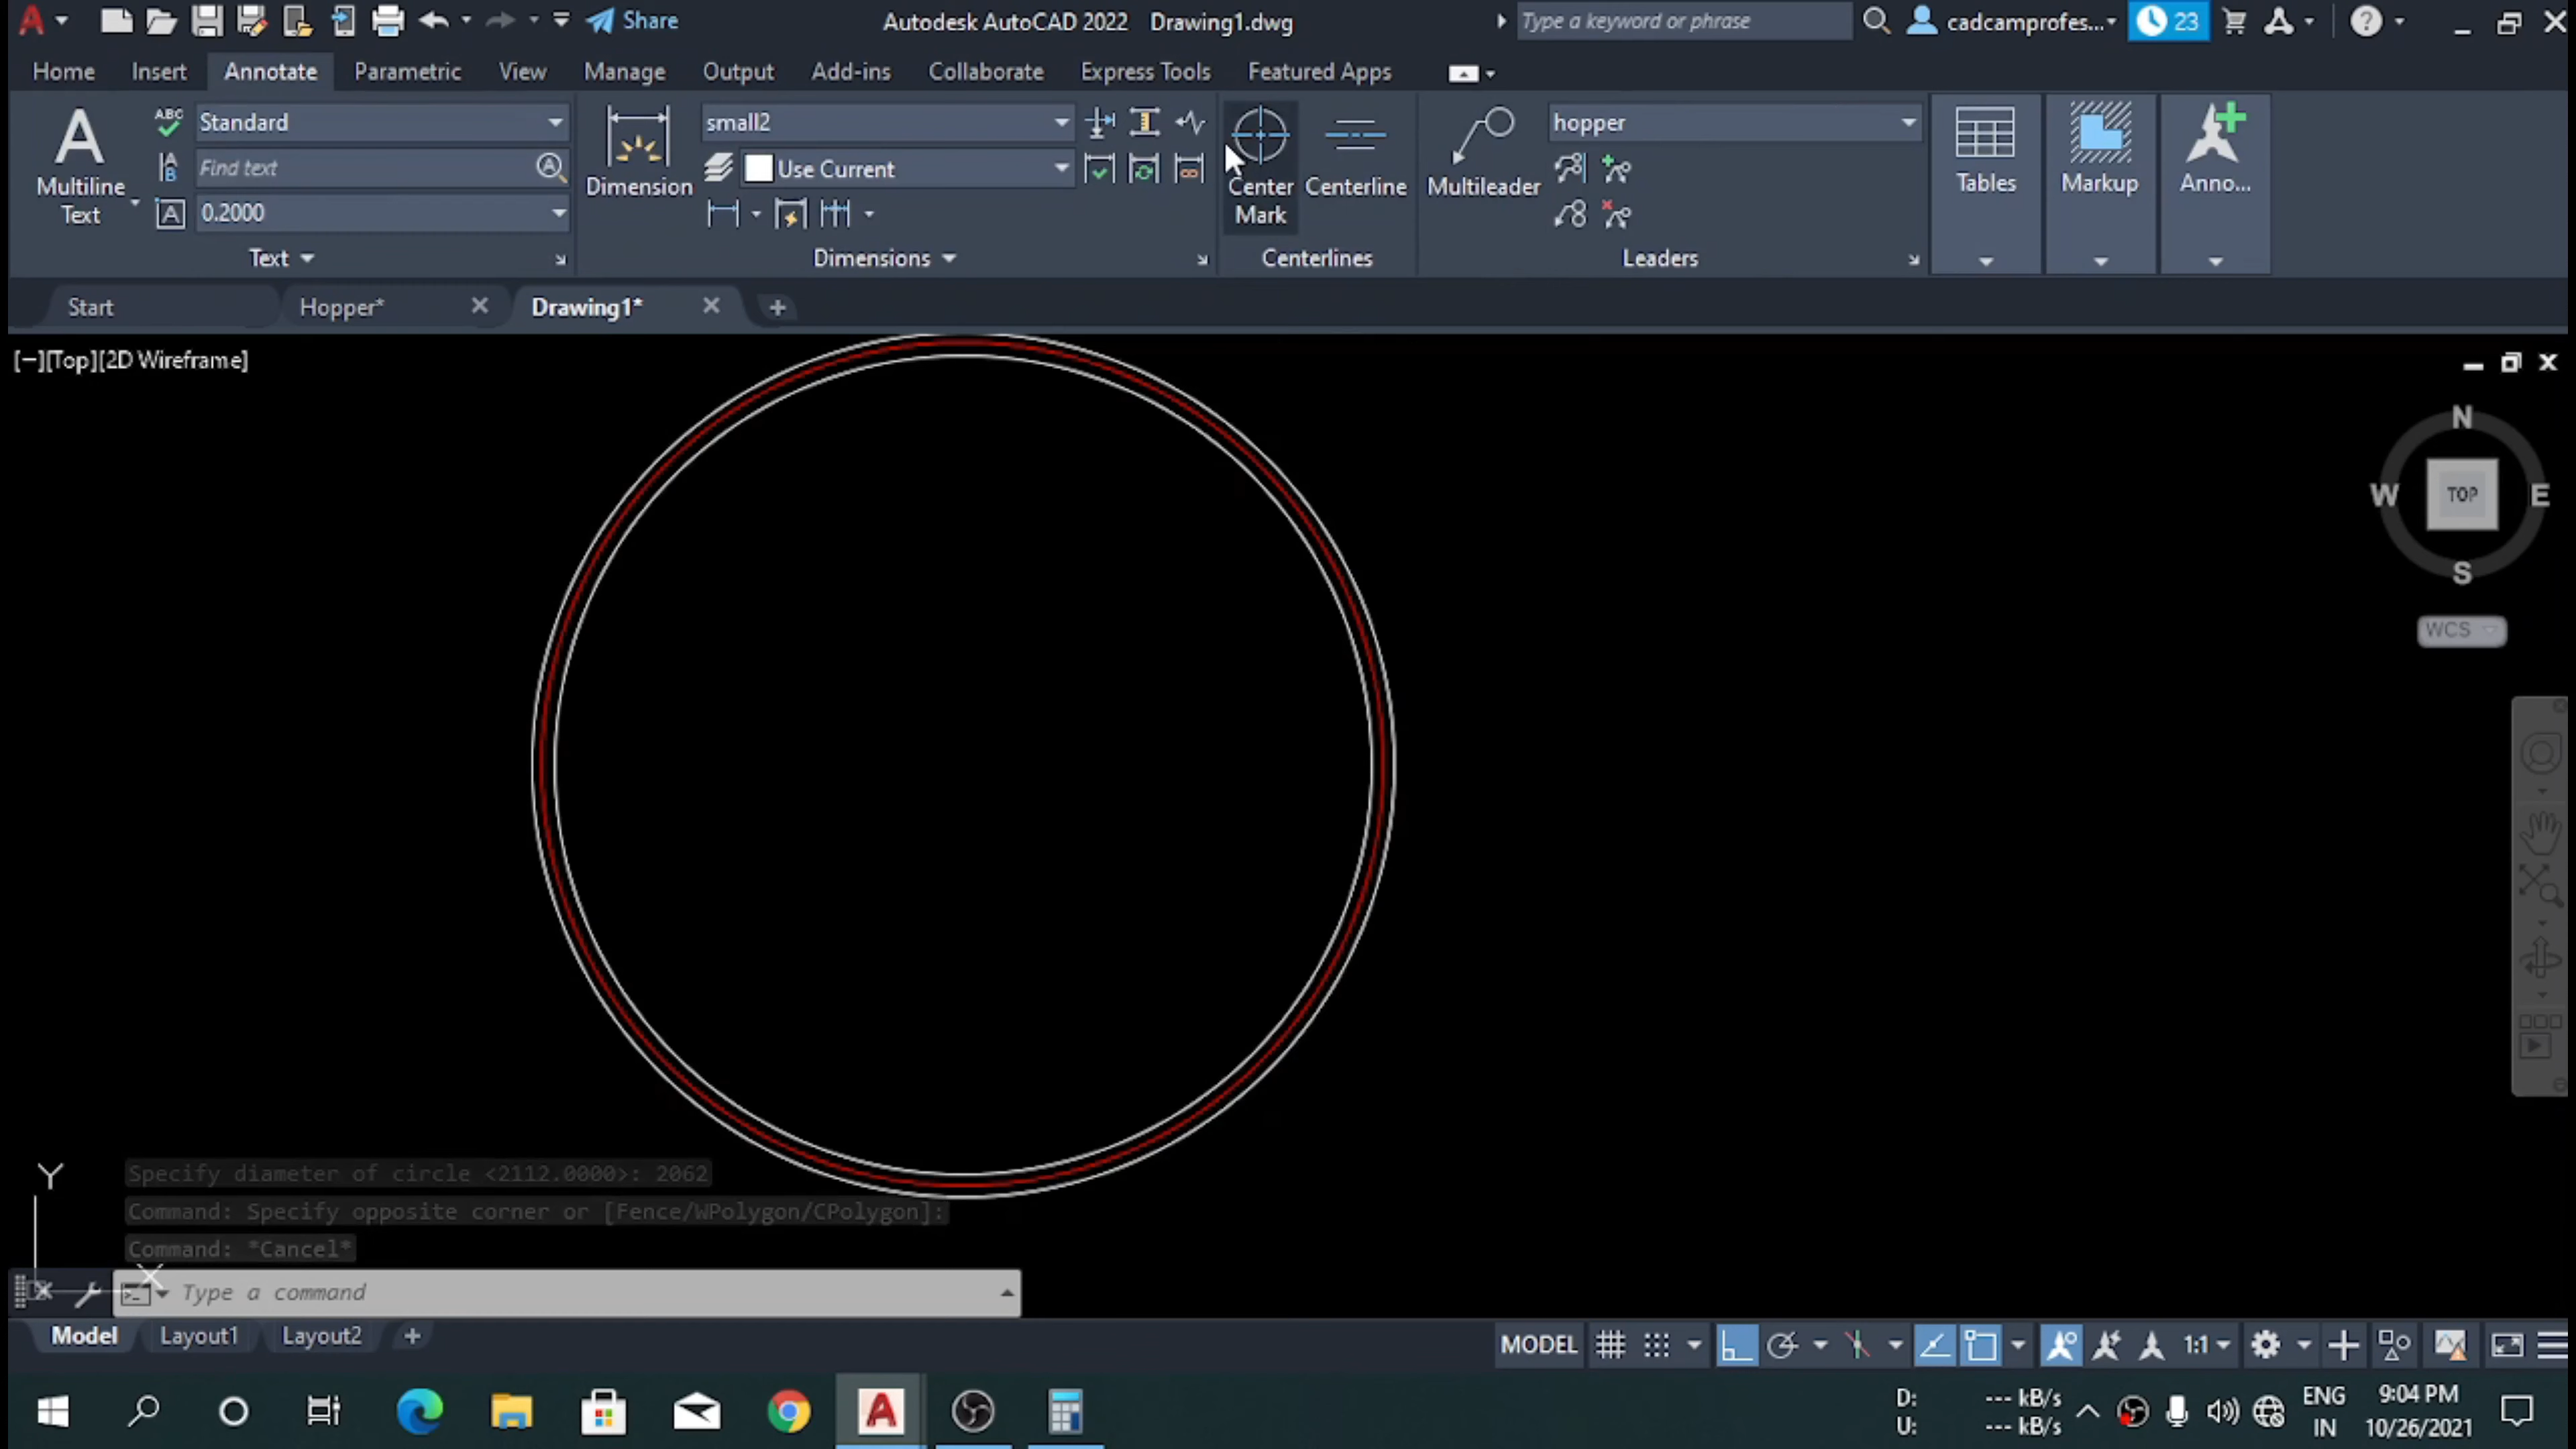 Share
Autodesk AutoCAD 2022 Drawing1.dwg
Type a keyword or phrase
cadcamprofes...
23
Home Insert Annotate Parametric View Manage Output Add-ins Collaborate Express Tools Featured Apps
Multiline Text
ABC
Standard
Find text
0.2000
Text
Dimension
small2
Use Current
Dimensions
Center Mark
Centerline
Centerlines
Multileader
hopper
Leaders
Tables
Markup
Anno...
Start Hopper* Drawing1*
[−][Top][2D Wireframe]
N
W TOP E
S
WCS
Y
Specify diameter of circle <2112.0000>: 2062
Command: Specify opposite corner or [Fence/WPolygon/CPolygon]:
Command: *Cancel*
X
Type a command
Model Layout1 Layout2
MODEL
1:1
D: --- kB/s
U: --- kB/s
ENG
IN
9:04 PM
10/26/2021